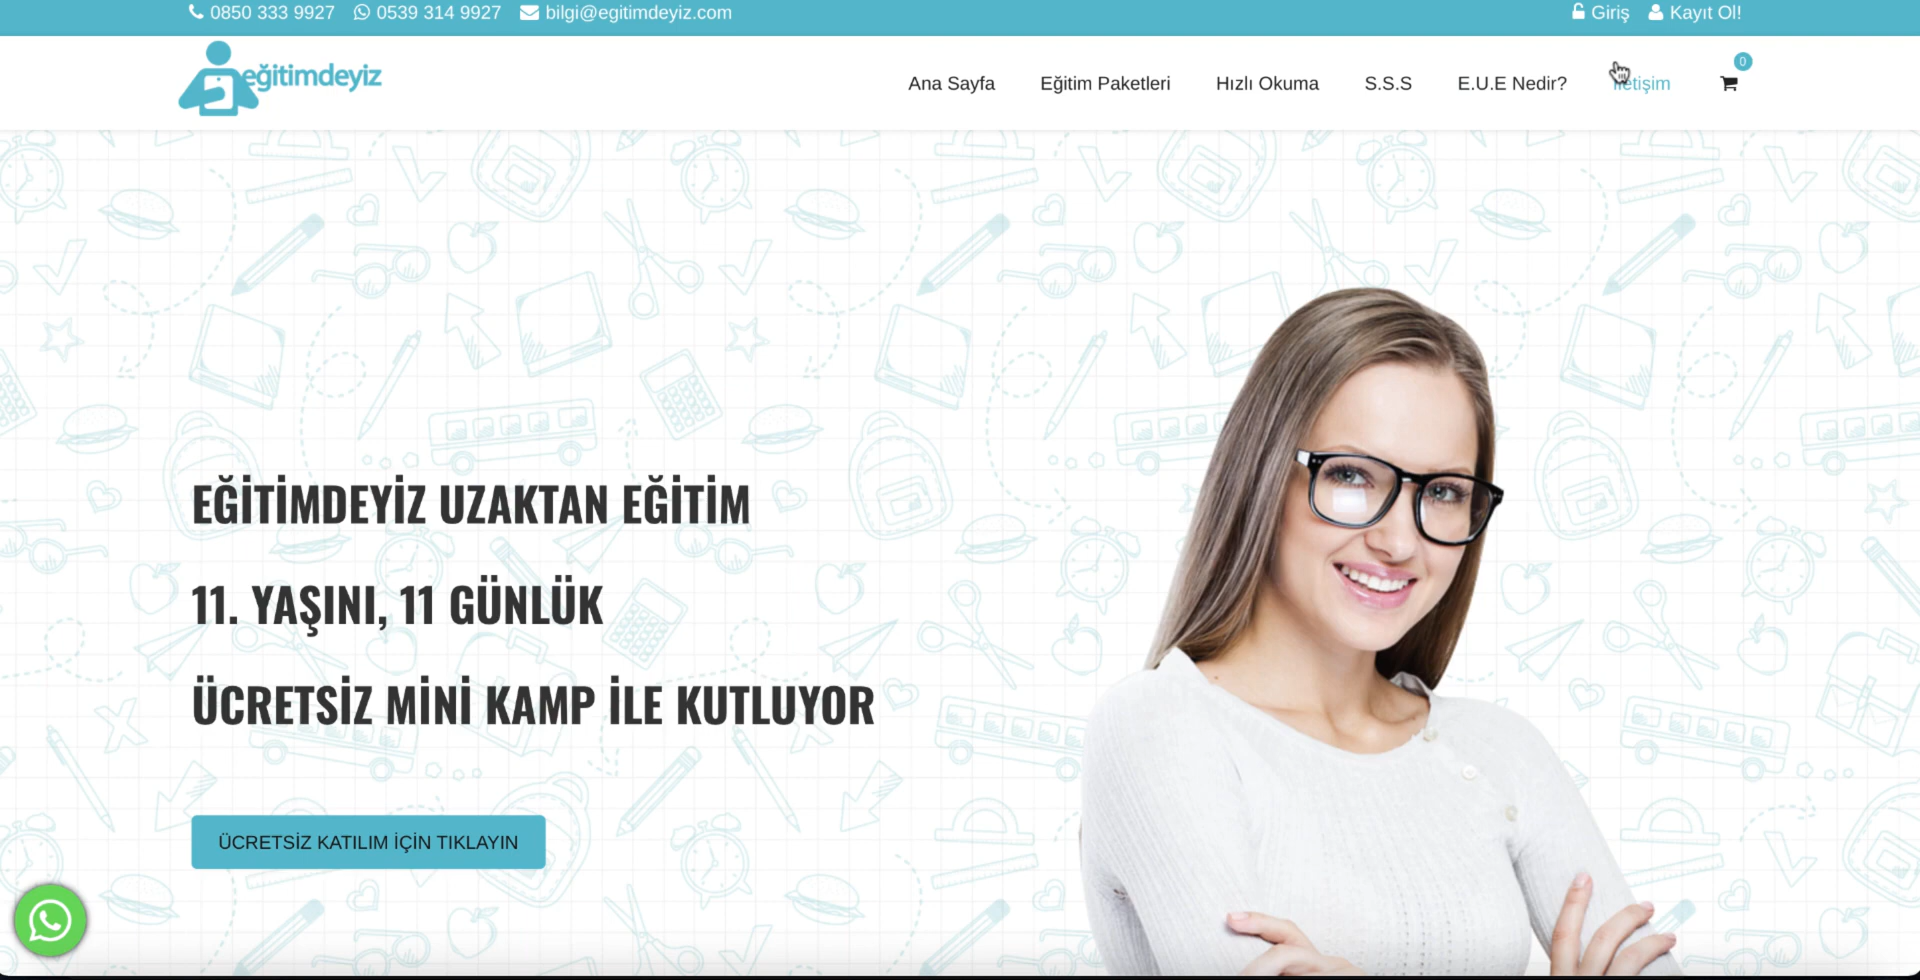 0850 333 9927 0539 314 9927 bilgi@egitimdeyiz.com Giriş Kayıt Ol!
eğitimdeyiz
Ana Sayfa Eğitim Paketleri Hızlı Okuma S.S.S E.U.E Nedir? İletişim 0
EĞİTİMDEYİZ UZAKTAN EĞİTİM
11. YAŞINI, 11 GÜNLÜK
ÜCRETSİZ MİNİ KAMP İLE KUTLUYOR
ÜCRETSİZ KATILIM İÇİN TIKLAYIN